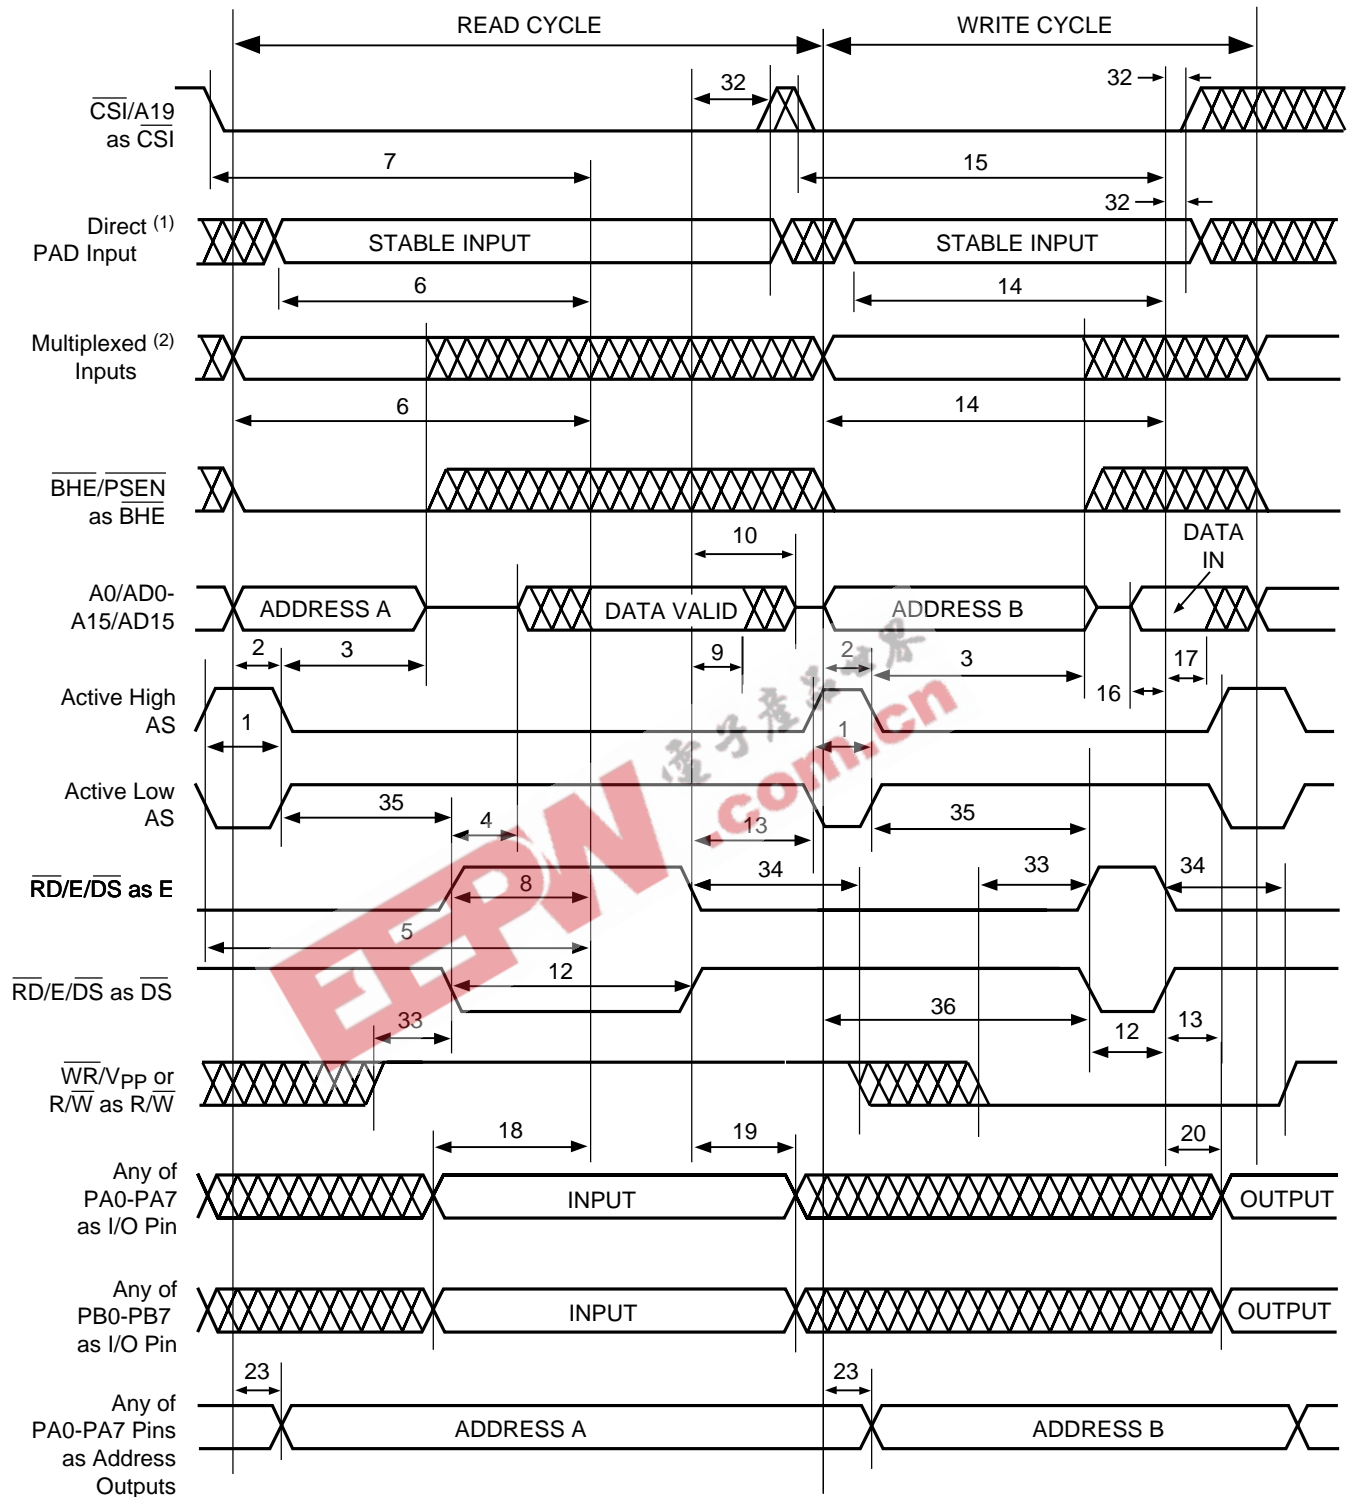 READ CYCLE
WRITE CYCLE
32
32
CSI/A19
as CSI
7
15
32
Direct (1)
PAD Input
STABLE INPUT
STABLE INPUT
6
14
Multiplexed (2)
Inputs
6
14
BHE/PSEN
as BHE
10
DATA
IN
A0/AD0-
A15/AD15
ADDRESS A
DATA VALID
ADDRESS B
2
3
9
2
3
17
16
Active High
AS
1
1
電子産品世界
.com.cn
EEPW
Active Low
AS
35
4
13
35
RD/E/DS as E
8
34
33
34
5
RD/E/DS as DS
12
36
33
12
13
WR/VPP or
R/W as R/W
18
19
20
Any of
PA0-PA7
as I/O Pin
INPUT
OUTPUT
Any of
PB0-PB7
as I/O Pin
INPUT
OUTPUT
23
23
Any of
PA0-PA7 Pins
as Address
Outputs
ADDRESS A
ADDRESS B